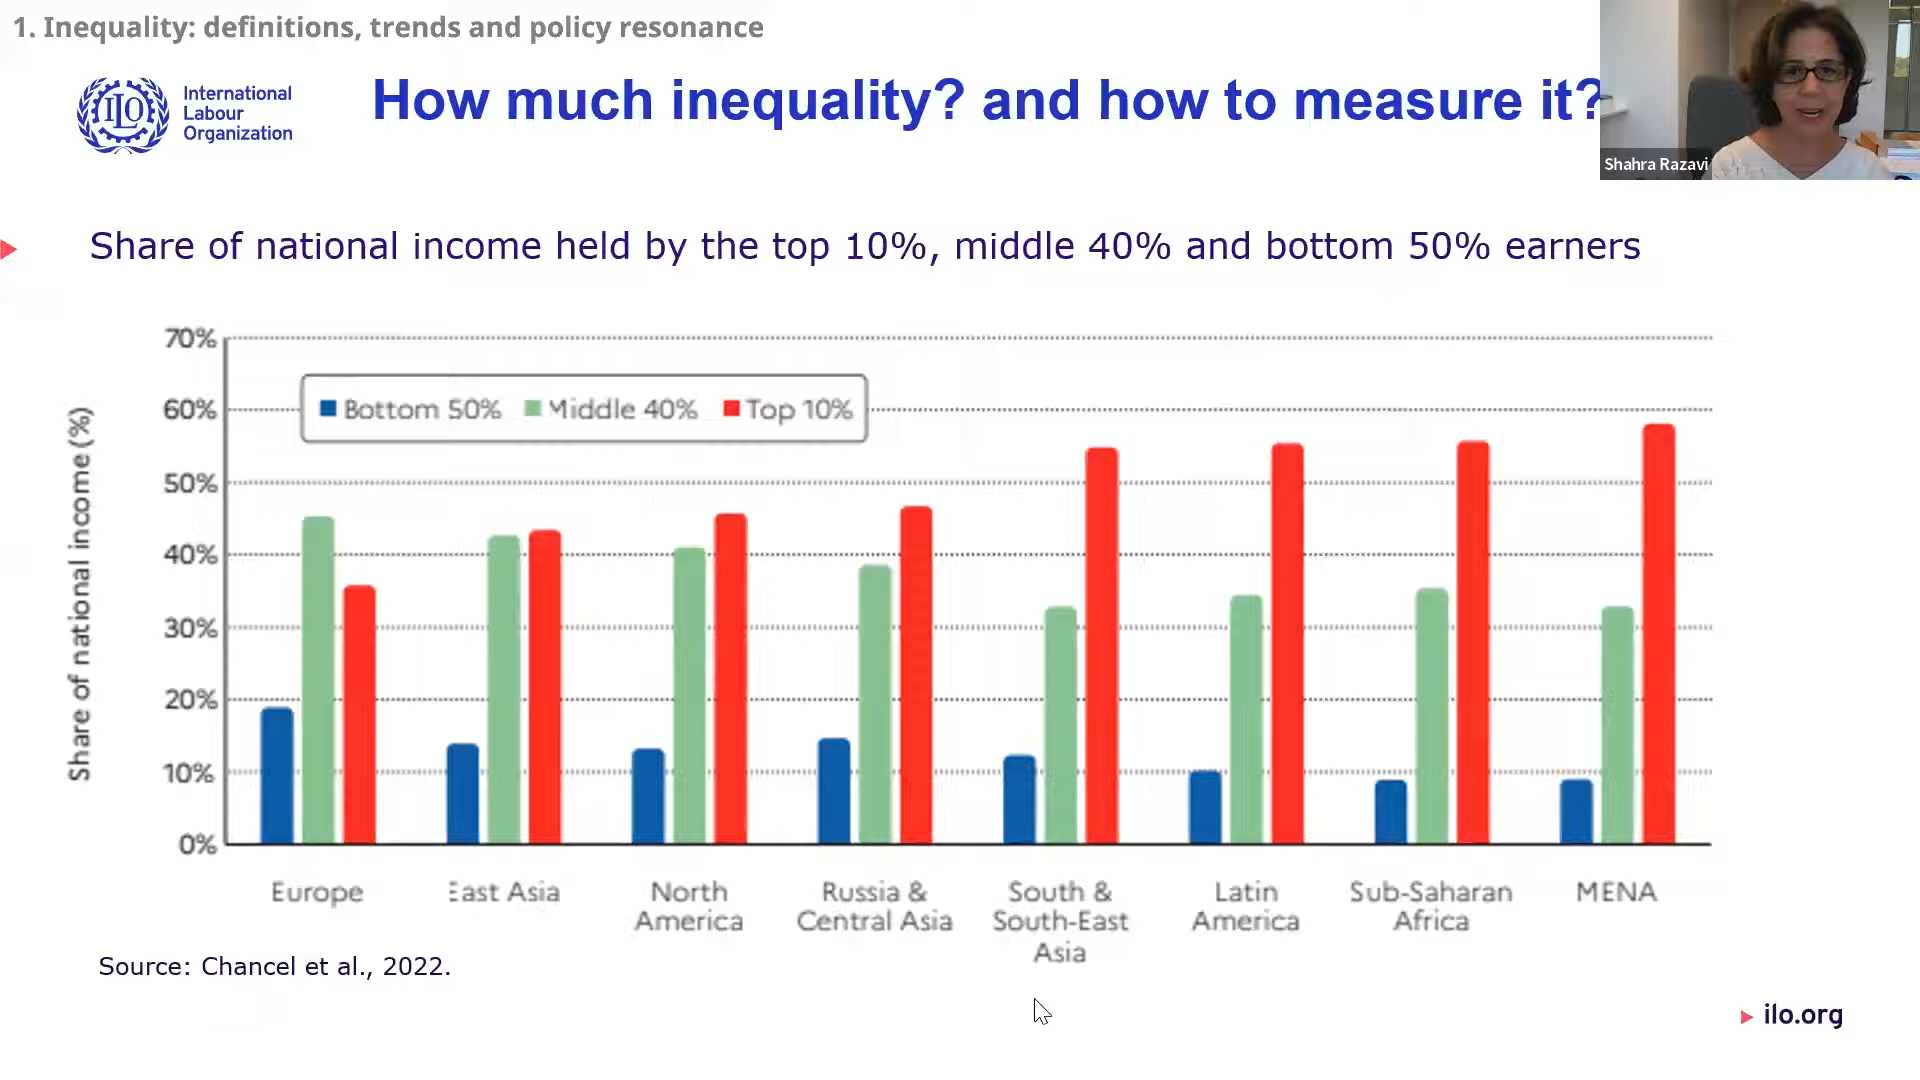 1. Inequality: definitions, trends and policy resonance
International
Labour
Organization
ILO
How much inequality? and how to measure it?
Shahra Razavi
Share of national income held by the top 10%, middle 40% and bottom 50% earners
Share of national income (%)
70%
60%
50%
40%
30%
20%
10%
0%
Bottom 50% Middle 40% Top 10%
Europe
East Asia
North
America
Russia &
Central Asia
South &
South-East
Asia
Latin
America
Sub-Saharan
Africa
MENA
Source: Chancel et al., 2022.
ilo.org